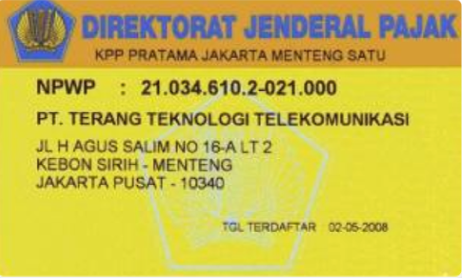 DIREKTORAT JENDERAL PAJAK
KPP PRATAMA JAKARTA MENTENG SATU
NPWP : 21.034.610.2-021.000
PT. TERANG TEKNOLOGI TELEKOMUNIKASI
JL H AGUS SALIM NO 16-A LT 2
KEBON SIRIH - MENTENG
JAKARTA PUSAT - 10340
TGL TERDAFTAR : 02-05-2008